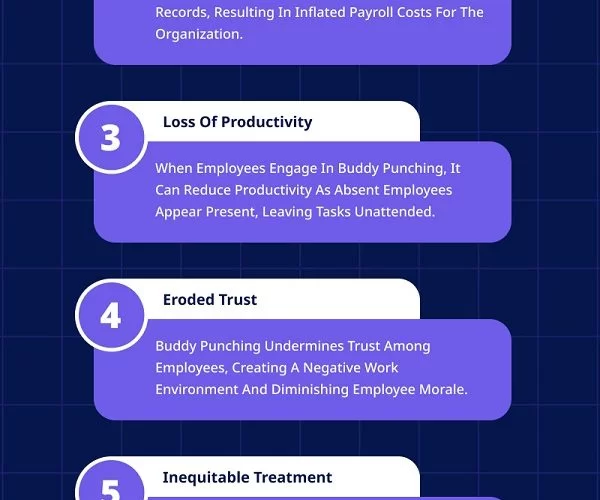 Records, Resulting In Inflated Payroll Costs For The
Organization.
3
Loss Of Productivity
When Employees Engage In Buddy Punching, It
Can Reduce Productivity As Absent Employees
Appear Present, Leaving Tasks Unattended.
4
Eroded Trust
Buddy Punching Undermines Trust Among
Employees, Creating A Negative Work
Environment And Diminishing Employee Morale.
5
Inequitable Treatment